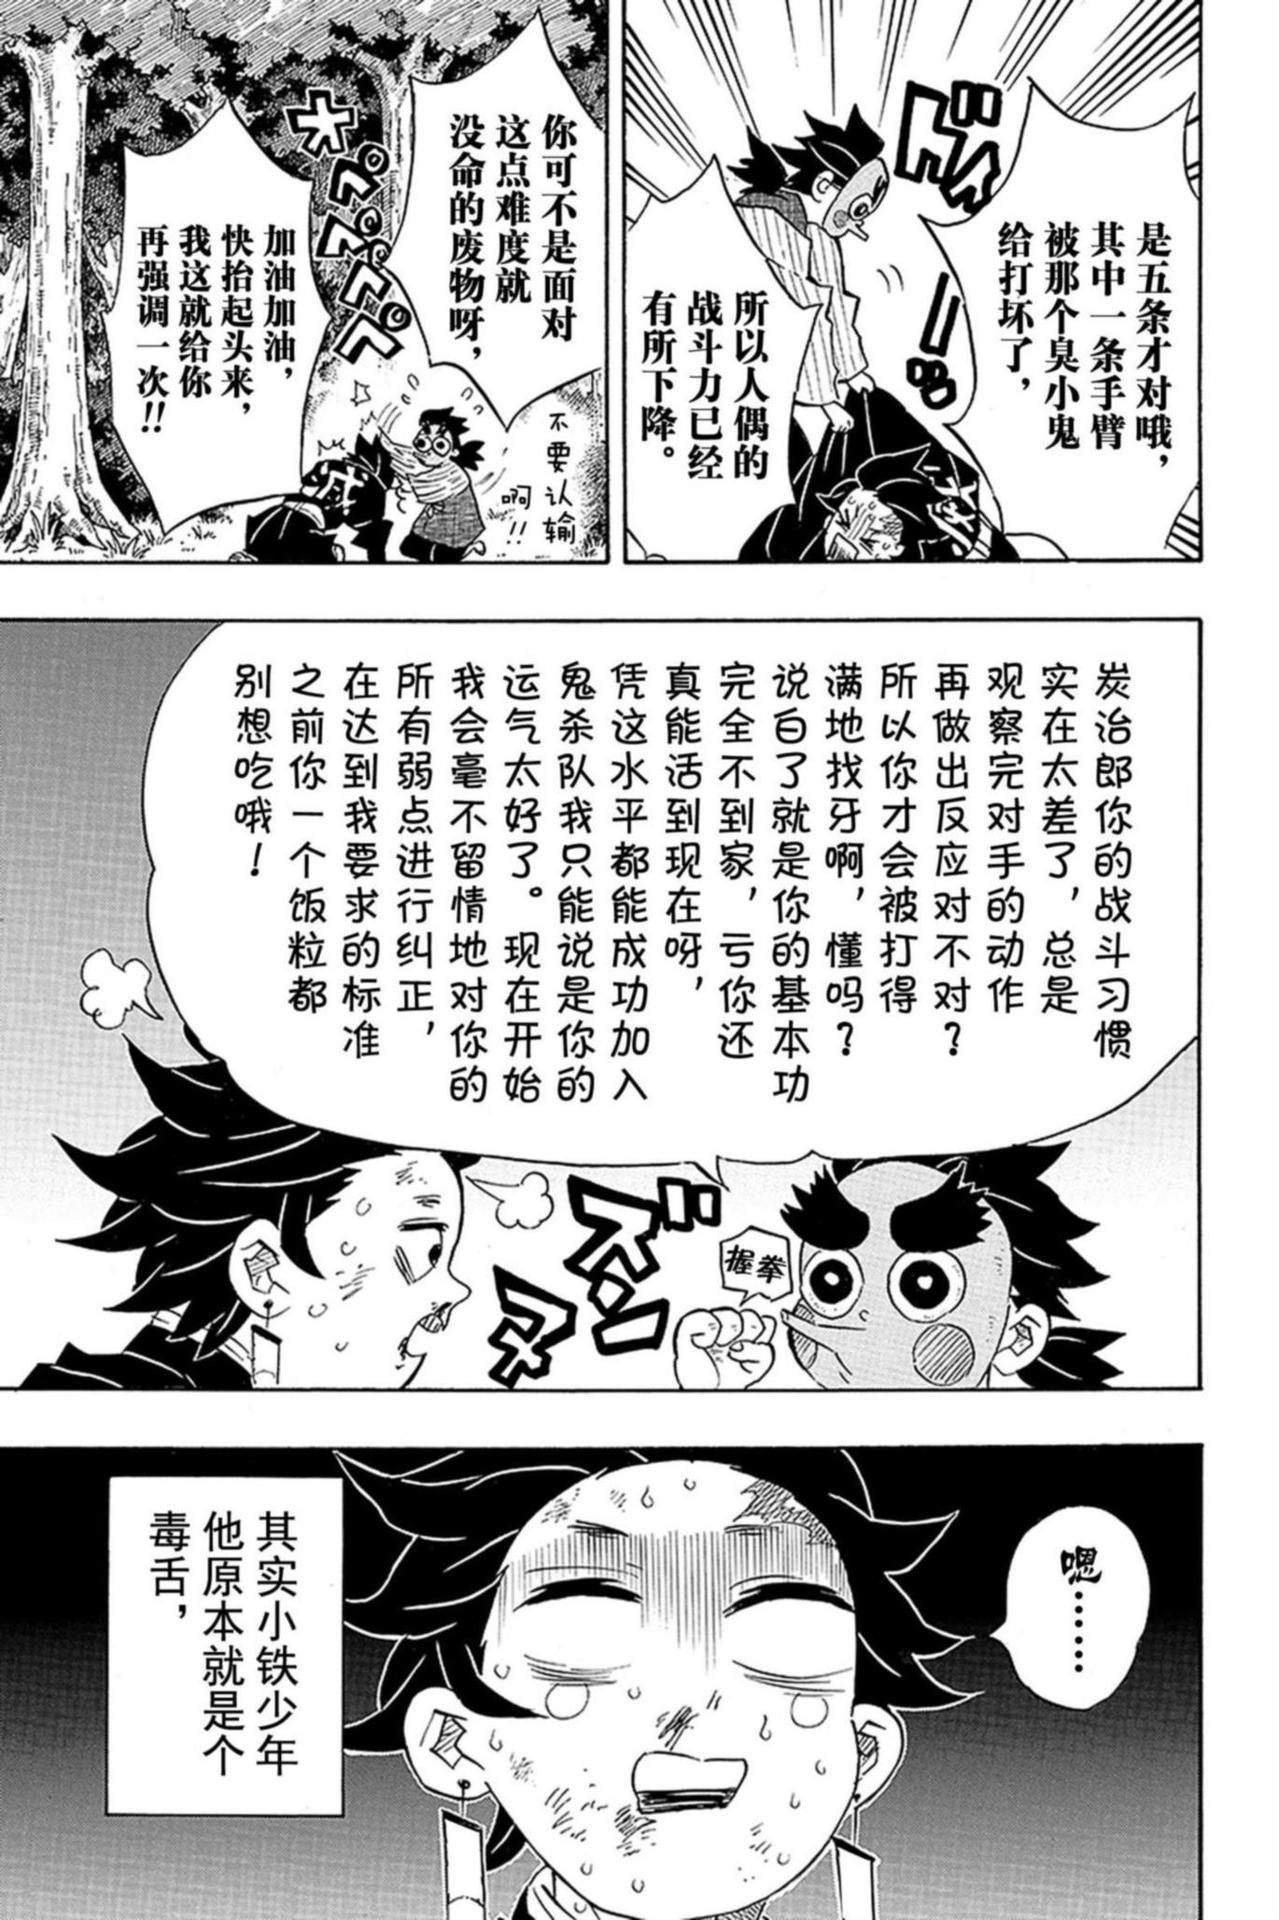 是五条才对哦，
其中一条手臂
被那个臭小鬼
给打坏了，
所以人偶的
战斗力已经
有所下降。
你可不是面对
这点难度就
没命的废物呀，
不要认输
啊!!
加油加油，
快抬起头来，
我这就给你
再强调一次!!
炭治郎你的战斗习惯
实在太差了，总是
观察完对手的动作
再做出反应对不对？
所以你才会被打得
满地找牙啊，懂吗？
说白了就是你的基本功
完全不到家，亏你还
真能活到现在呀，
凭这水平都能成功加入
鬼杀队我只能说是你的
运气太好了。现在开始
我会毫不留情地对你的
所有弱点进行纠正，
在达到我要求的标准
之前你一个饭粒都
别想吃哦！
握拳
嗯……
其实小铁少年
他原本就是个
毒舌，